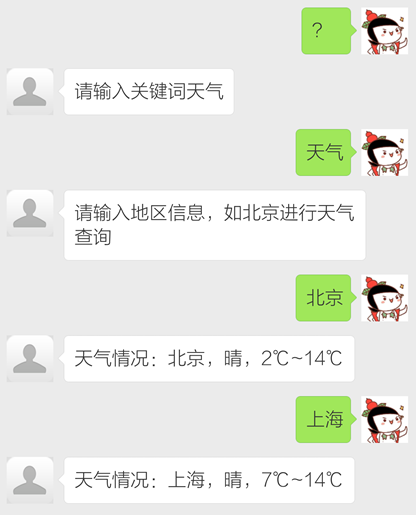 ?
请输入关键词天气
天气
请输入地区信息，如北京进行天气
查询
北京
天气情况：北京，晴，2℃~14℃
上海
天气情况：上海，晴，7℃~14℃